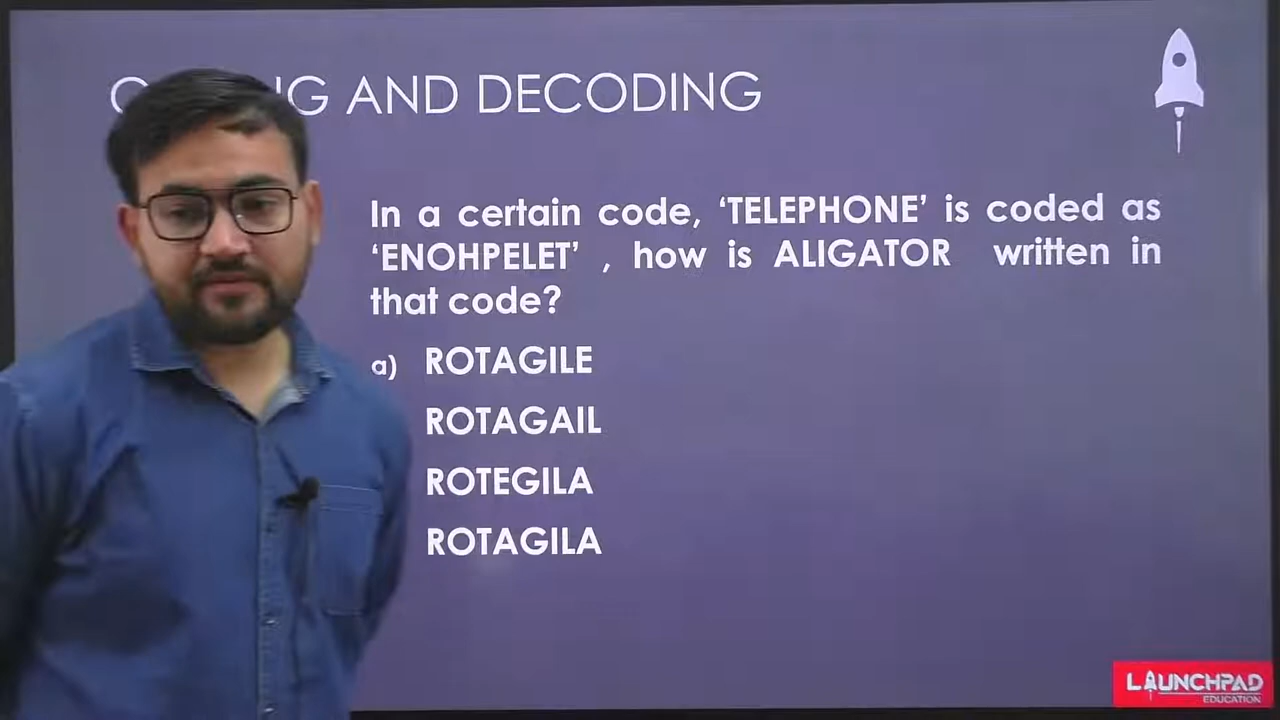 AND DECODING
In a certain code, ‘TELEPHONE’ is coded as
‘ENOHPELET’ , how is ALIGATOR written in
that code?
a) ROTAGILE
ROTAGAIL
ROTEGILA
ROTAGILA
LAUNCHPAD
EDUCATION